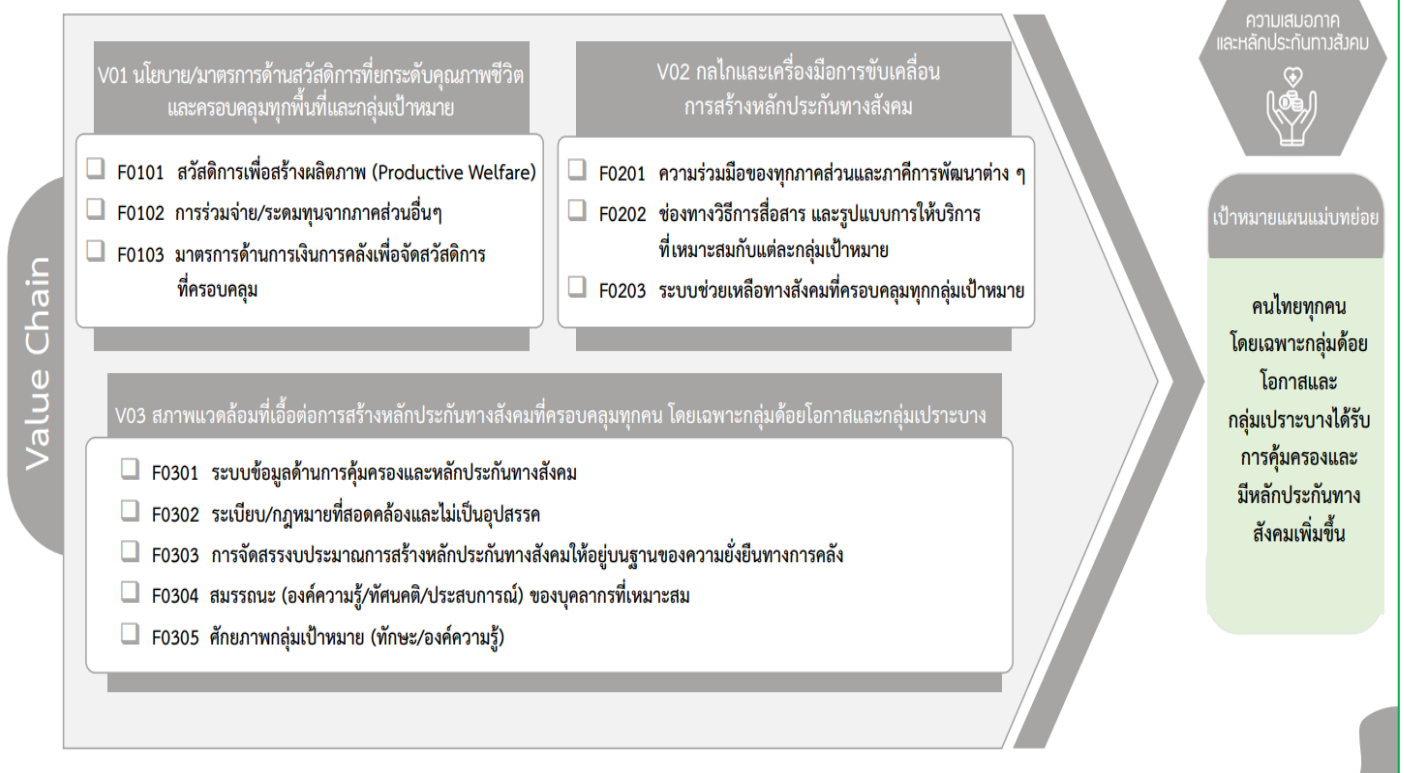 Value Chain
V01 นโยบาย/มาตรการด้านสวัสดิการที่ยกระดับคุณภาพชีวิต
และครอบคลุมทุกพื้นที่และกลุ่มเป้าหมาย
F0101 สวัสดิการเพื่อสร้างผลิตภาพ (Productive Welfare)
F0102 การร่วมจ่าย/ระดมทุนจากภาคส่วนอื่นๆ
F0103 มาตรการด้านการเงินการคลังเพื่อจัดสวัสดิการ
ที่ครอบคลุม
V02 กลไกและเครื่องมือการขับเคลื่อน
การสร้างหลักประกันทางสังคม
F0201 ความร่วมมือของทุกภาคส่วนและภาคีการพัฒนาต่าง ๆ
F0202 ช่องทางวิธีการสื่อสาร และรูปแบบการให้บริการ
ที่เหมาะสมกับแต่ละกลุ่มเป้าหมาย
F0203 ระบบช่วยเหลือทางสังคมที่ครอบคลุมทุกกลุ่มเป้าหมาย
V03 สภาพแวดล้อมที่เอื้อต่อการสร้างหลักประกันทางสังคมที่ครอบคลุมทุกคน โดยเฉพาะกลุ่มด้อยโอกาสและกลุ่มเปราะบาง
F0301 ระบบข้อมูลด้านการคุ้มครองและหลักประกันทางสังคม
F0302 ระเบียบ/กฎหมายที่สอดคล้องและไม่เป็นอุปสรรค
F0303 การจัดสรรงบประมาณการสร้างหลักประกันทางสังคมให้อยู่บนฐานของความยั่งยืนทางการคลัง
F0304 สมรรถนะ (องค์ความรู้/ทัศนคติ/ประสบการณ์) ของบุคลากรที่เหมาะสม
F0305 ศักยภาพกลุ่มเป้าหมาย (ทักษะ/องค์ความรู้)
ความเสมอภาค
และหลักประกันทางสังคม
เป้าหมายแผนแม่บทย่อย
คนไทยทุกคน
โดยเฉพาะกลุ่มด้อย
โอกาสและ
กลุ่มเปราะบางได้รับ
การคุ้มครองและ
มีหลักประกันทาง
สังคมเพิ่มขึ้น